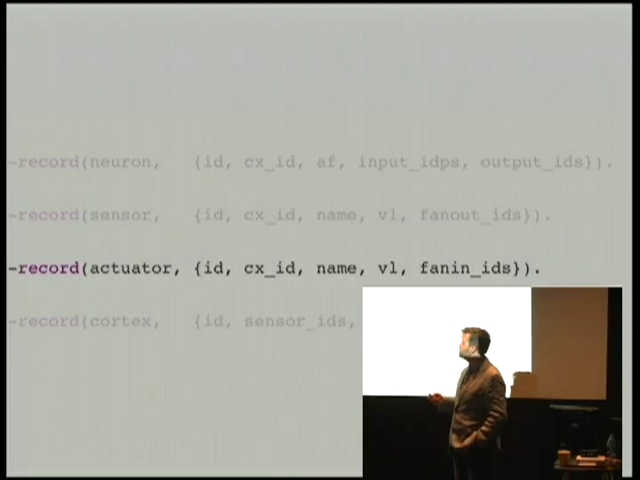 -record(neuron, {id, cx_id, af, input_idps, output_ids}).
-record(sensor, {id, cx_id, name, vl, fanout_ids}).
-record(actuator, {id, cx_id, name, vl, fanin_ids}).
-record(cortex, {id, sensor_ids,